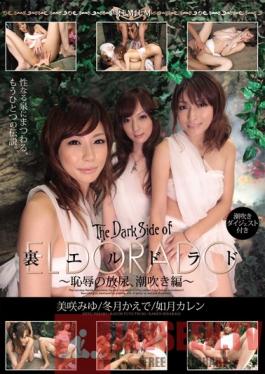 PREMIUM
性なる泉にまつわる、
もうひとつの伝説。
The Dark Side of
ELDORADO
裏エルドラド
～恥辱の放尿、潮吹き編～
潮吹き
ダイジェスト
付き
美咲みゆ/冬月かえで/如月カレン